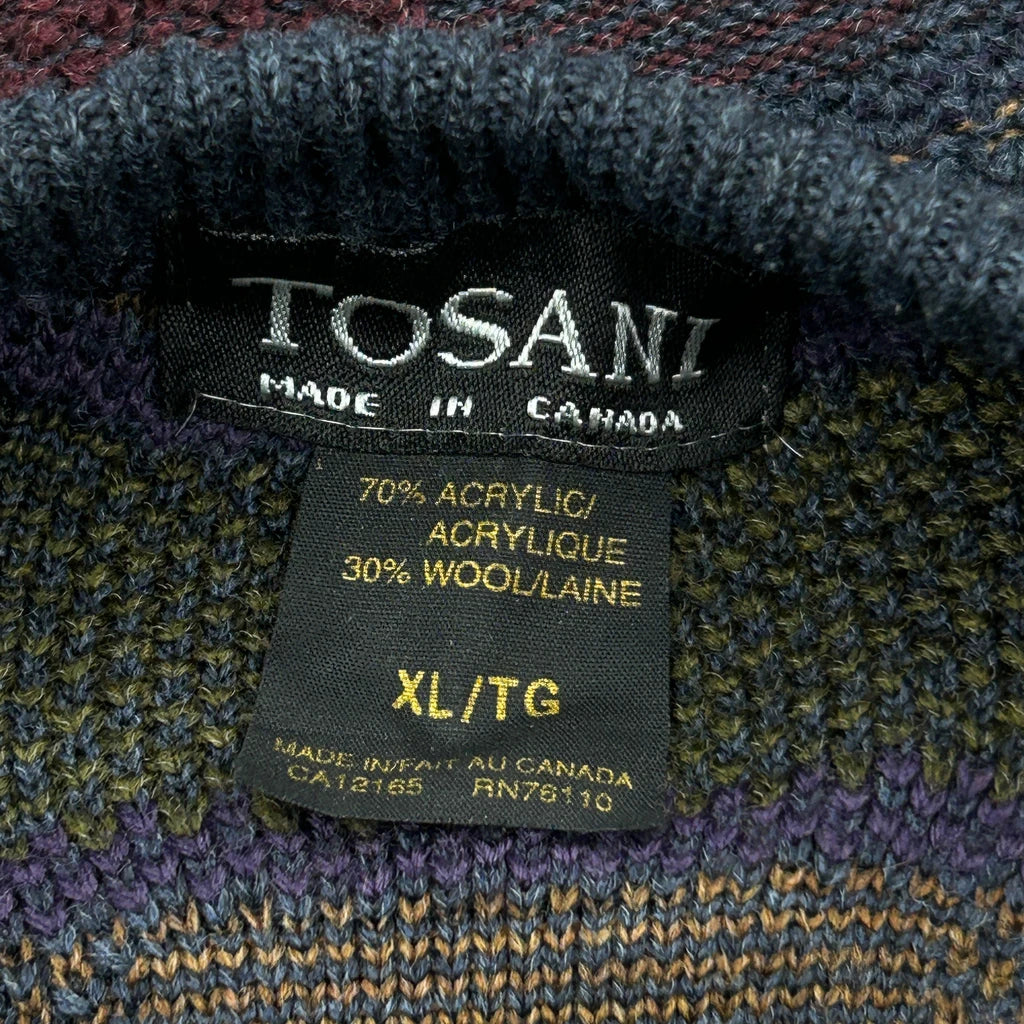 TOSANI
MADE IN CANADA
70% ACRYLIC/
ACRYLIQUE
30% WOOL/LAINE
XL/TG
MADE IN/FAIT AU CANADA
CA12165 RN76110